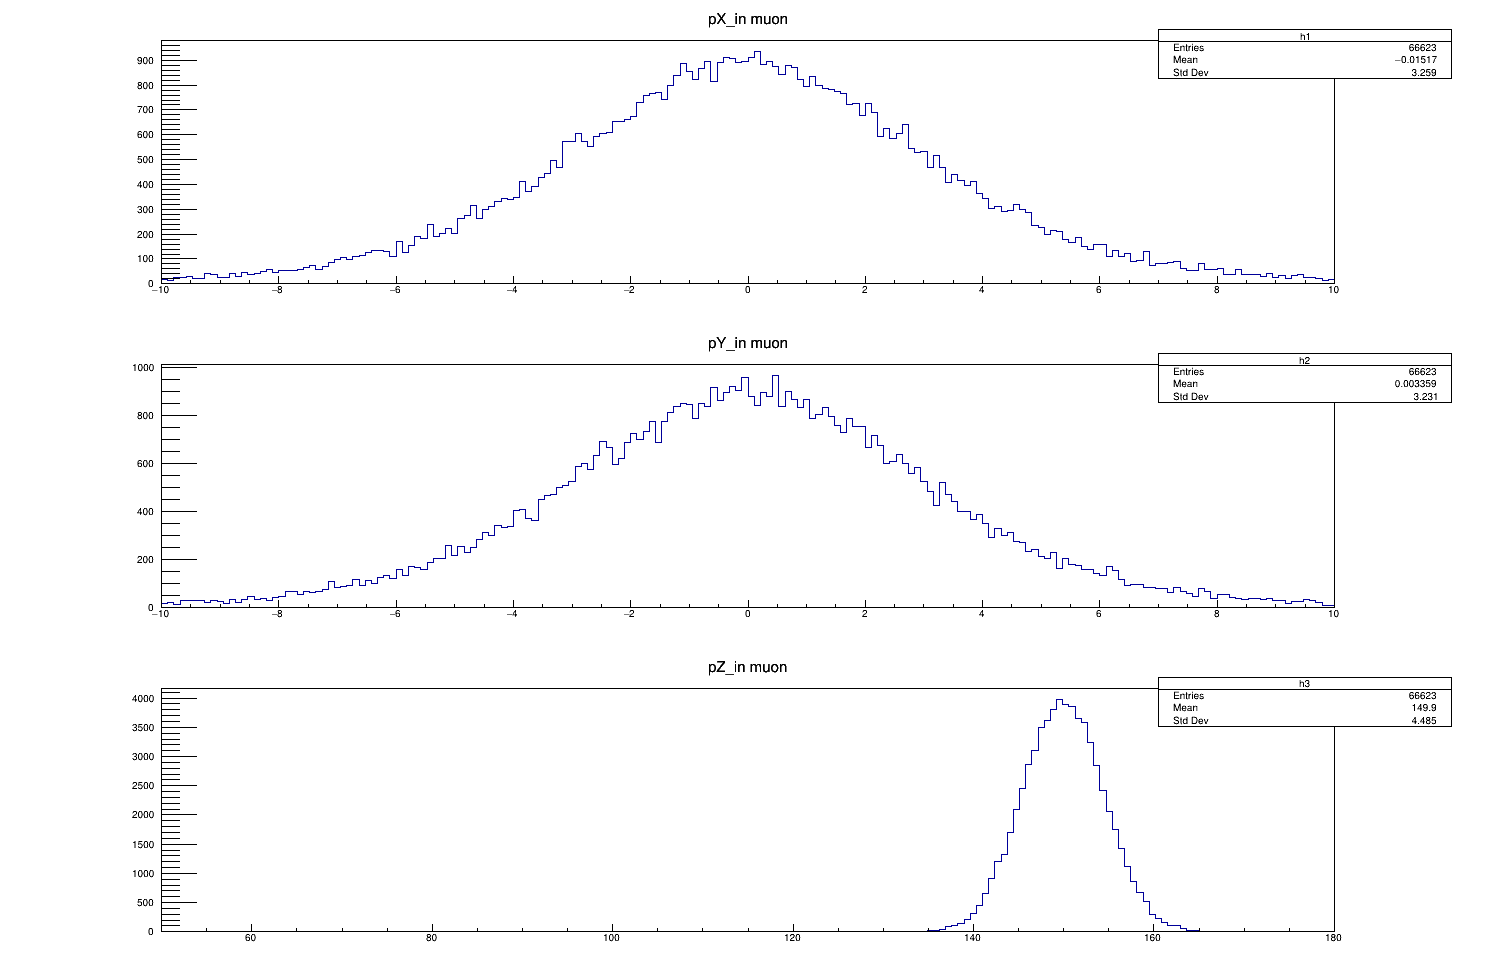 pX_in muon
h1
Entries 66623
Mean −0.01517
Std Dev 3.259
900
800
700
600
500
400
300
200
100
0
−10 −8 −6 −4 −2 0 2 4 6 8 10
pY_in muon
h2
Entries 66623
Mean 0.003359
Std Dev 3.231
1000
800
600
400
200
0
−10 −8 −6 −4 −2 0 2 4 6 8 10
pZ_in muon
h3
Entries 66623
Mean 149.9
Std Dev 4.485
4000
3500
3000
2500
2000
1500
1000
500
0
60 80 100 120 140 160 180